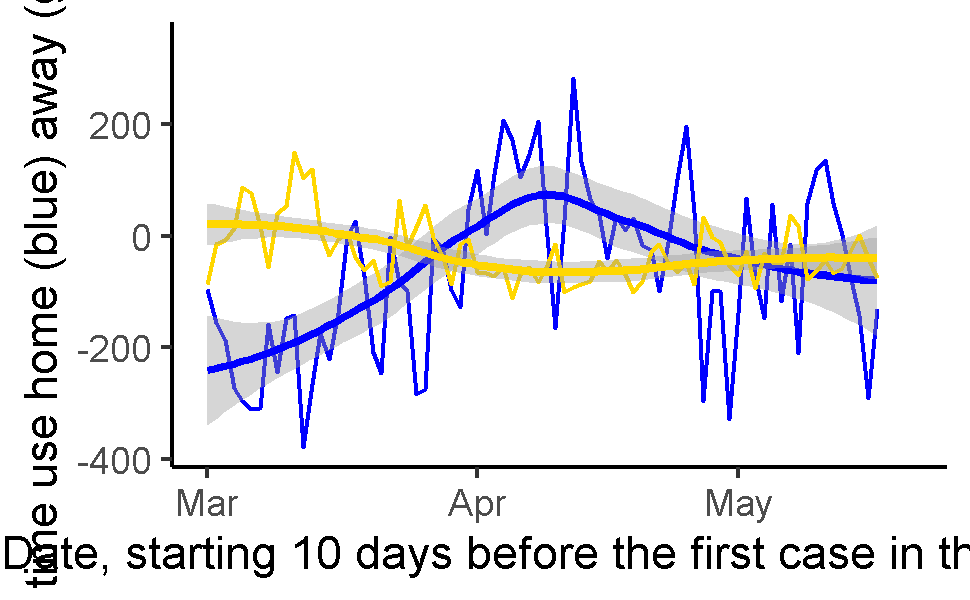 time use home (blue) away (
200
0
-200
-400
Mar Apr May
Date, starting 10 days before the first case in th